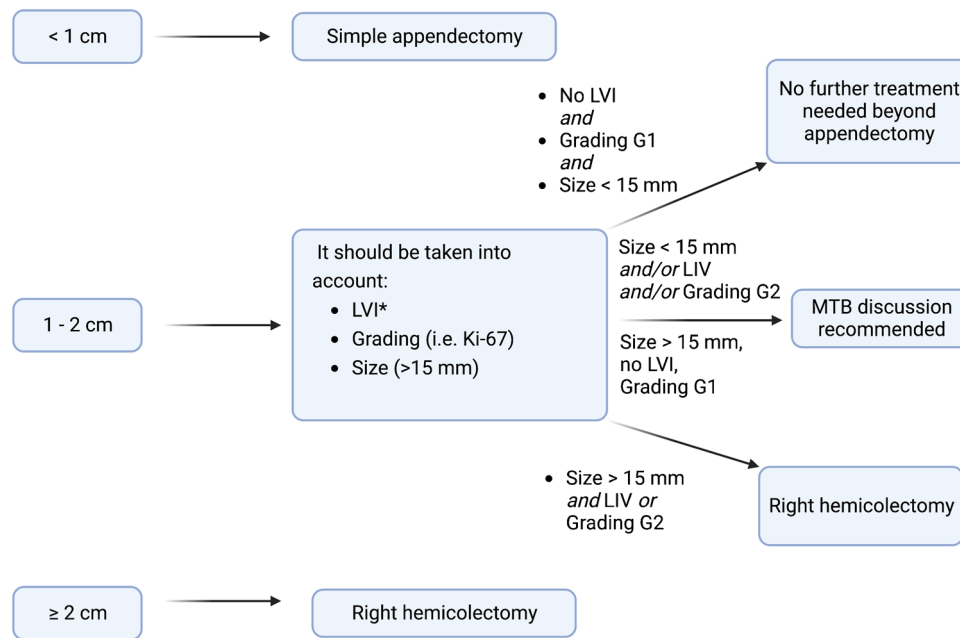 < 1 cm
Simple appendectomy
• No LVI
and
• Grading G1
and
• Size < 15 mm
No further treatment
needed beyond
appendectomy
1 - 2 cm
It should be taken into
account:
• LVI*
• Grading (i.e. Ki-67)
• Size (>15 mm)
Size < 15 mm
and/or LIV
and/or Grading G2
Size > 15 mm,
no LVI,
Grading G1
MTB discussion
recommended
• Size > 15 mm
and LIV or
Grading G2
Right hemicolectomy
≥ 2 cm
Right hemicolectomy